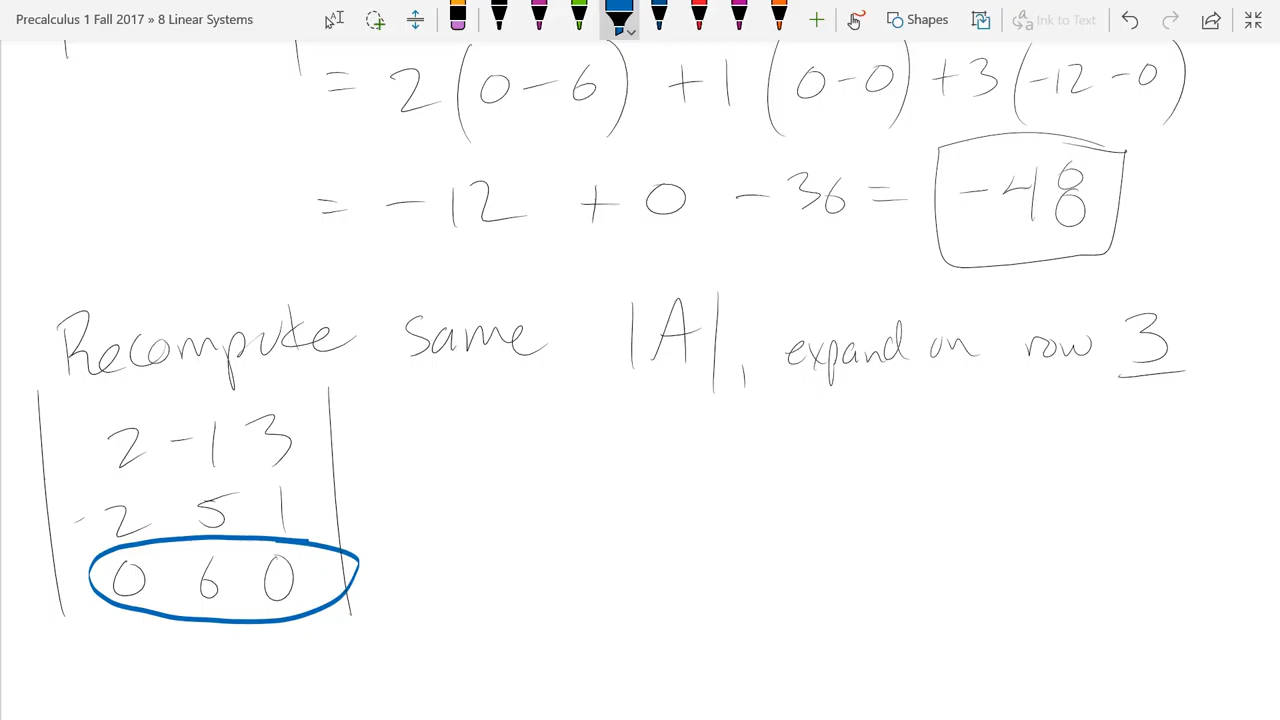 Precalculus 1 Fall 2017 » 8 Linear Systems
Shapes
Ink to Text
= 2(0-6) +1(0-0) +3(-12-0)
= -12 + 0 -36 = -48
Recompute same |A|, expand on row 3
2 -1 3
-2 5 1
0 6 0